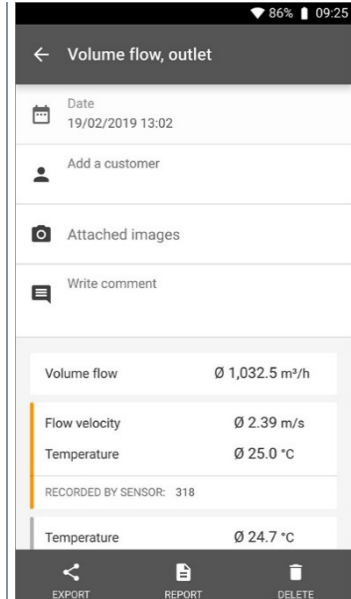 86% 09:25
Volume flow, outlet
Date
19/02/2019 13:02
Add a customer
Attached images
Write comment
Volume flow Ø 1,032.5 m³/h
Flow velocity Ø 2.39 m/s
Temperature Ø 25.0 °C
RECORDED BY SENSOR: 318
Temperature Ø 24.7 °C
EXPORT REPORT DELETE